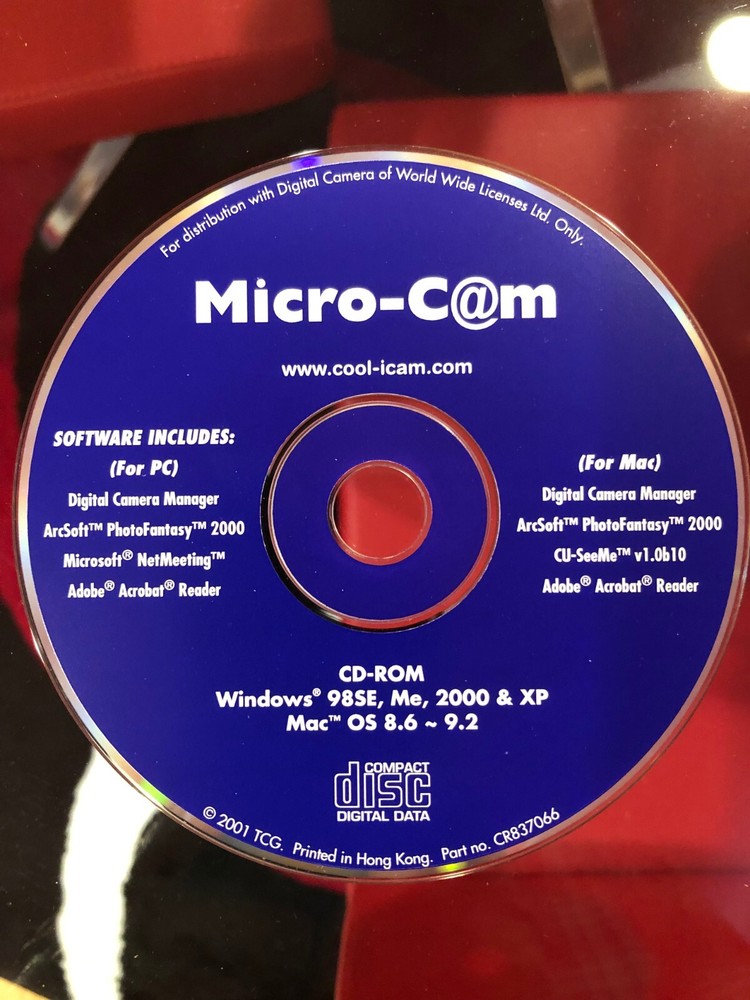 For distribution with Digital Camera of World Wide Licenses Ltd. Only.
Micro-C@m
www.cool-icam.com
SOFTWARE INCLUDES:
(For PC)
Digital Camera Manager
ArcSoft™ PhotoFantasy™ 2000
Microsoft® NetMeeting™
Adobe® Acrobat® Reader
(For Mac)
Digital Camera Manager
ArcSoft™ PhotoFantasy™ 2000
CU-SeeMe™ v1.0b10
Adobe® Acrobat® Reader
CD-ROM
Windows® 98SE, Me, 2000 & XP
Mac™ OS 8.6 ~ 9.2
COMPACT
disc
DIGITAL DATA
© 2001 TCG. Printed in Hong Kong. Part no. CR837066